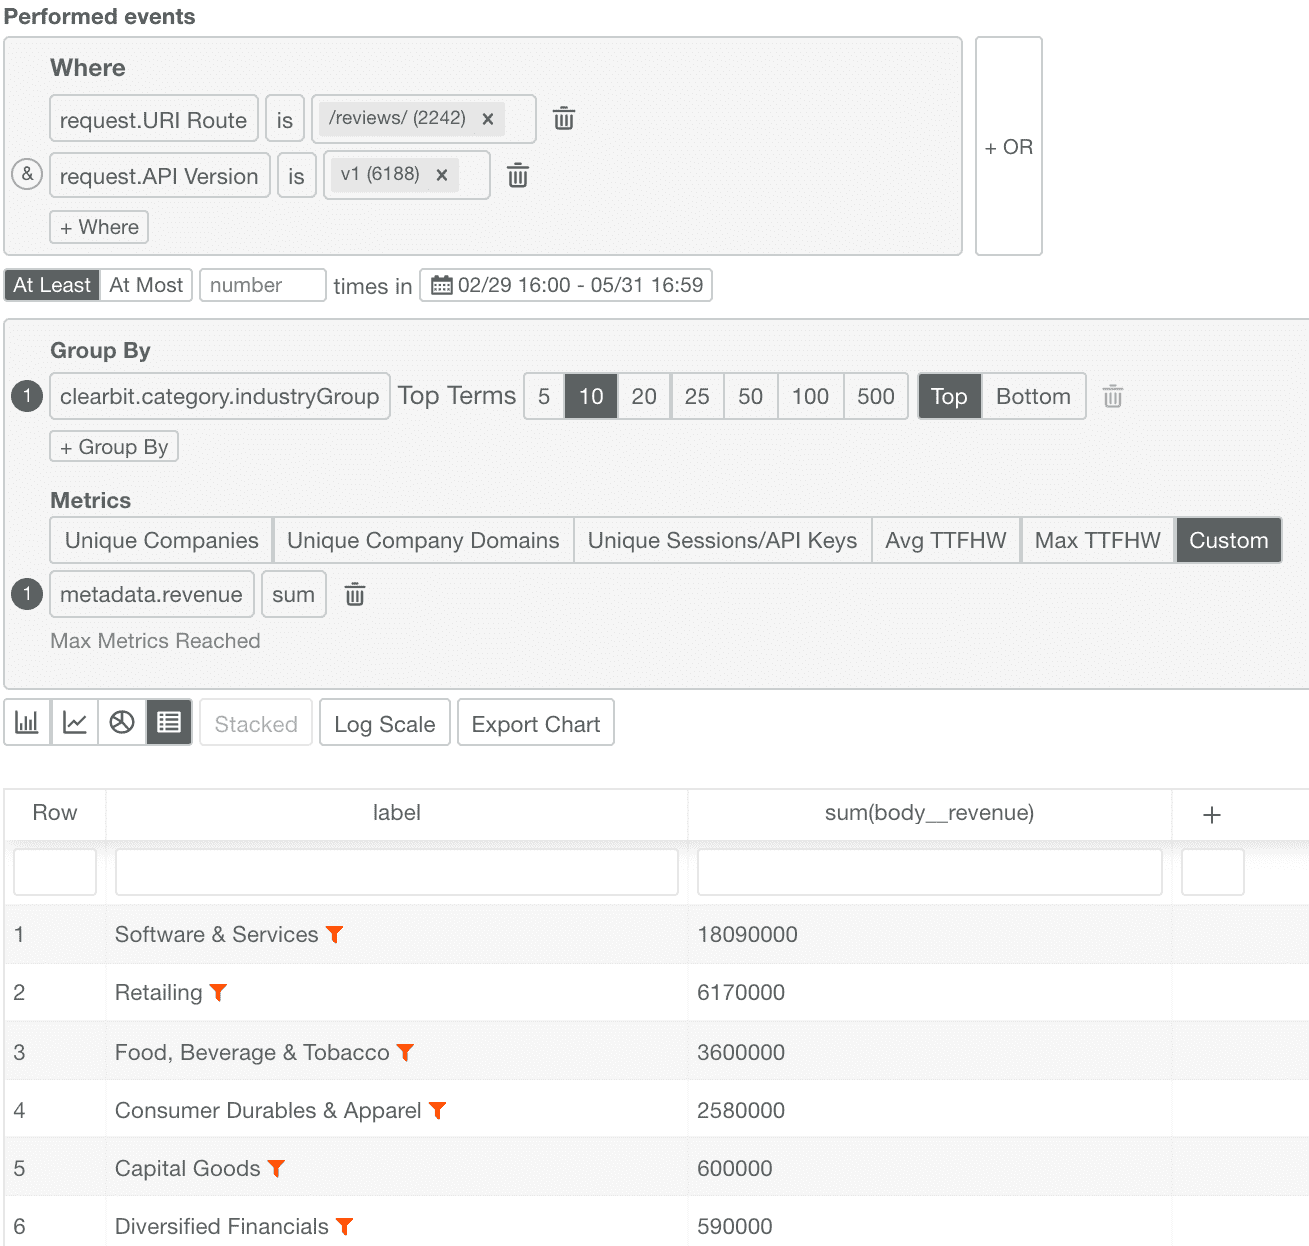 Performed events
Where
request.URI Route is /reviews/ (2242) ×
& request.API Version is v1 (6188) ×
+ Where
+ OR
At Least At Most number times in 02/29 16:00 - 05/31 16:59
Group By
1 clearbit.category.industryGroup Top Terms 5 10 20 25 50 100 500 Top Bottom
+ Group By
Metrics
Unique Companies Unique Company Domains Unique Sessions/API Keys Avg TTFHW Max TTFHW Custom
1 metadata.revenue sum
Max Metrics Reached
Stacked Log Scale Export Chart
Row label sum(body__revenue) +
1 Software & Services 18090000
2 Retailing 6170000
3 Food, Beverage & Tobacco 3600000
4 Consumer Durables & Apparel 2580000
5 Capital Goods 600000
6 Diversified Financials 590000